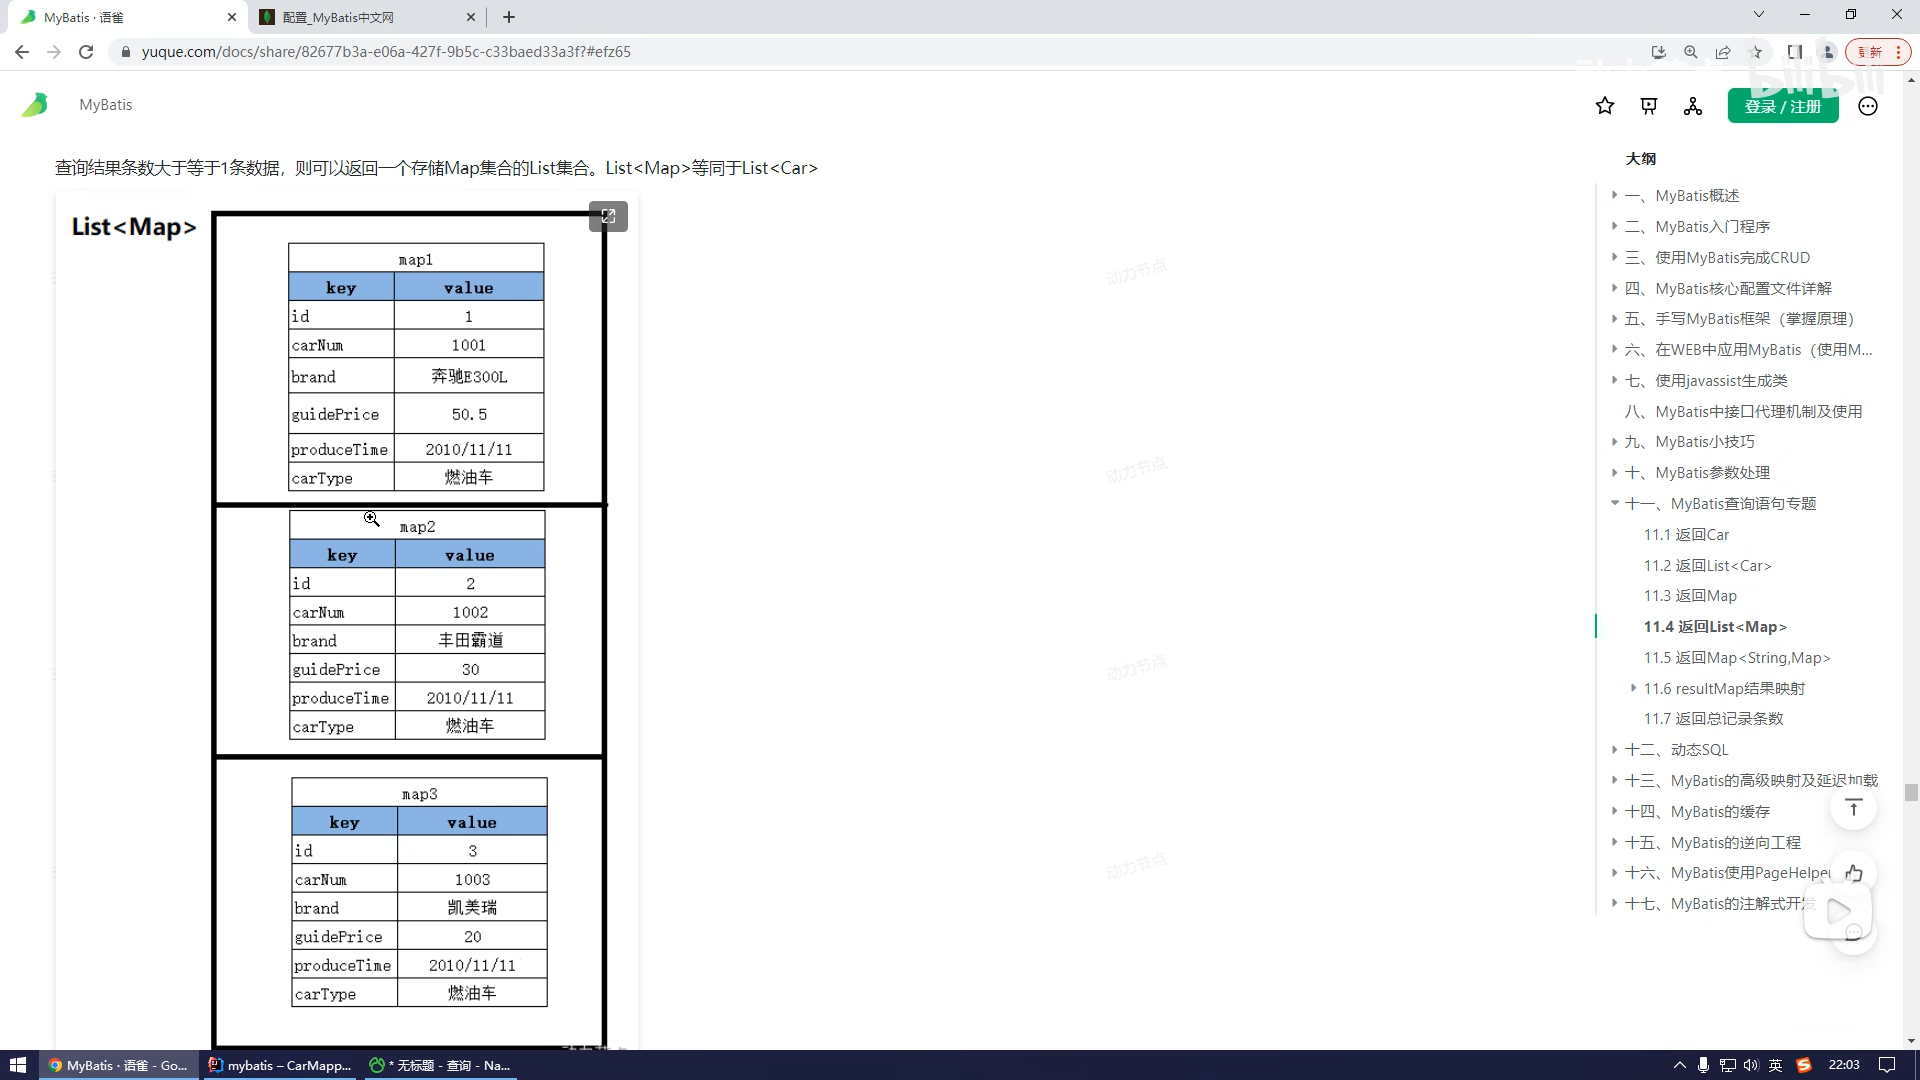 MyBatis · 语雀
配置_MyBatis中文网
yuque.com/docs/share/82677b3a-e06a-427f-9b5c-c33baed33a3f?#efz65
更新
bilibili
MyBatis
登录 / 注册
查询结果条数大于等于1条数据，则可以返回一个存储Map集合的List集合。List<Map>等同于List<Car>
List<Map>
map1
key value
id 1
carNum 1001
brand 奔驰E300L
guidePrice 50.5
produceTime 2010/11/11
carType 燃油车
map2
key value
id 2
carNum 1002
brand 丰田霸道
guidePrice 30
produceTime 2010/11/11
carType 燃油车
map3
key value
id 3
carNum 1003
brand 凯美瑞
guidePrice 20
produceTime 2010/11/11
carType 燃油车
动力节点
动力节点
动力节点
动力节点
大纲
一、MyBatis概述
二、MyBatis入门程序
三、使用MyBatis完成CRUD
四、MyBatis核心配置文件详解
五、手写MyBatis框架（掌握原理）
六、在WEB中应用MyBatis（使用M...
七、使用javassist生成类
八、MyBatis中接口代理机制及使用
九、MyBatis小技巧
十、MyBatis参数处理
十一、MyBatis查询语句专题
11.1 返回Car
11.2 返回List<Car>
11.3 返回Map
11.4 返回List<Map>
11.5 返回Map<String,Map>
11.6 resultMap结果映射
11.7 返回总记录条数
十二、动态SQL
十三、MyBatis的高级映射及延迟加载
十四、MyBatis的缓存
十五、MyBatis的逆向工程
十六、MyBatis使用PageHelper
十七、MyBatis的注解式开发
MyBatis · 语雀 - Go...
mybatis – CarMapp...
* 无标题 - 查询 - Na...
英
22:03